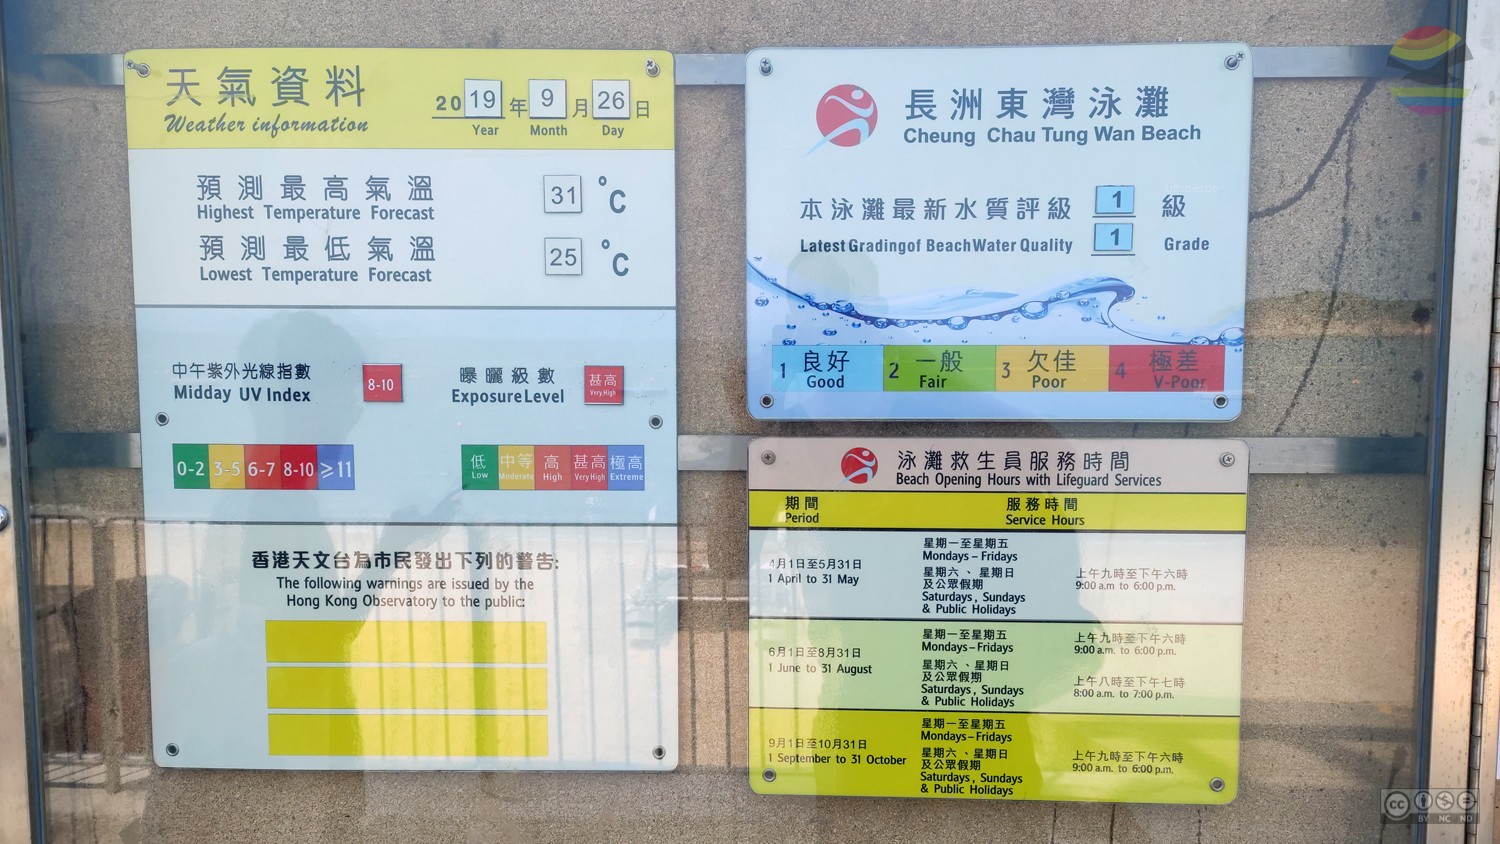 天氣資料
Weather information
2019年9月26日
Year Month Day
預測最高氣溫 31 °C
Highest Temperature Forecast
預測最低氣溫 25 °C
Lowest Temperature Forecast
中午紫外光線指數 8-10
Midday UV Index
曝曬級數 甚高
Exposure Level Very High
0-2 3-5 6-7 8-10 ≥11
低 中等 高 甚高 極高
Low Moderate High Very High Extreme
香港天文台為市民發出下列的警告:
The following warnings are issued by the
Hong Kong Observatory to the public:
長洲東灣泳灘
Cheung Chau Tung Wan Beach
本泳灘最新水質評級 1 級
Latest Grading of Beach Water Quality 1 Grade
1 良好 2 一般 3 欠佳 4 極差
Good Fair Poor V-Poor
泳灘救生員服務時間
Beach Opening Hours with Lifeguard Services
期間 服務時間
Period Service Hours
4月1日至5月31日
1 April to 31 May
星期一至星期五
Mondays – Fridays
星期六、星期日
及公眾假期
Saturdays, Sundays
& Public Holidays
上午九時至下午六時
9:00 a.m. to 6:00 p.m.
6月1日至8月31日
1 June to 31 August
星期一至星期五
Mondays – Fridays
上午九時至下午六時
9:00 a.m. to 6:00 p.m.
星期六、星期日
及公眾假期
Saturdays, Sundays
& Public Holidays
上午八時至下午七時
8:00 a.m. to 7:00 p.m.
9月1日至10月31日
1 September to 31 October
星期一至星期五
Mondays – Fridays
星期六、星期日
及公眾假期
Saturdays, Sundays
& Public Holidays
上午九時至下午六時
9:00 a.m. to 6:00 p.m.
cc
BY NC ND